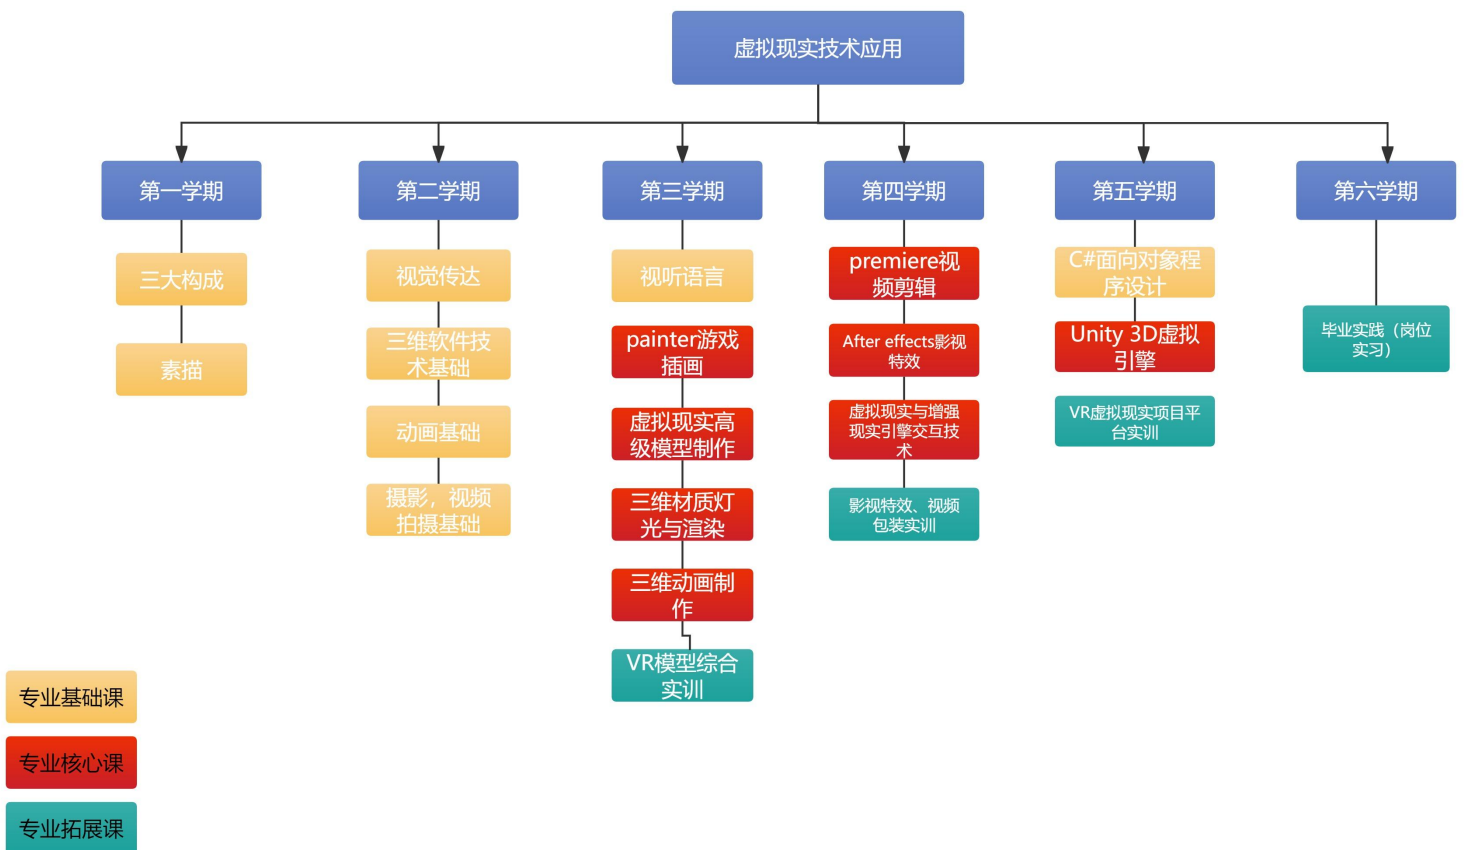 虚拟现实技术应用
第一学期
三大构成
素描
第二学期
视觉传达
三维软件技
术基础
动画基础
摄影，视频
拍摄基础
第三学期
视听语言
painter游戏
插画
虚拟现实高
级模型制作
三维材质灯
光与渲染
三维动画制
作
VR模型综合
实训
第四学期
premiere视
频剪辑
After effects影视
特效
虚拟现实与增强
现实引擎交互技
术
影视特效、视频
包装实训
第五学期
C#面向对象程
序设计
Unity 3D虚拟
引擎
VR虚拟现实项目平
台实训
第六学期
毕业实践（岗位
实习）
专业基础课
专业核心课
专业拓展课